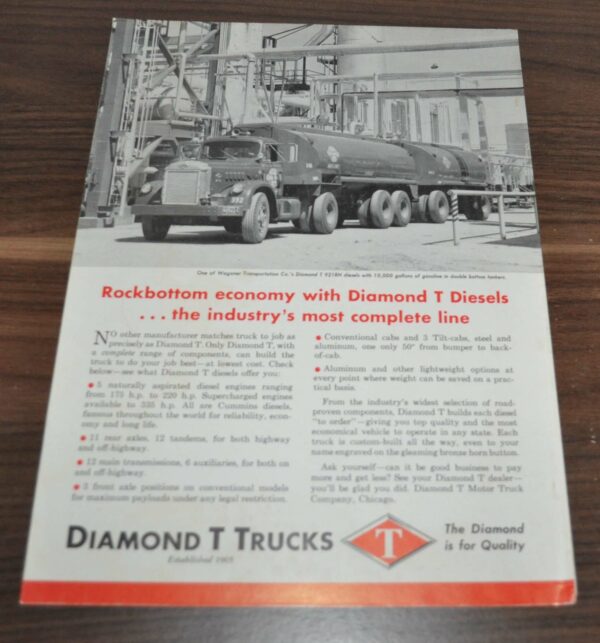 392
One of Wagoner Transportation Co.'s Diamond T 921RN diesels with 10,000 gallons of gasoline in double bottom tankers.
Rockbottom economy with Diamond T Diesels
. . . the industry's most complete line
NO other manufacturer matches truck to job as
precisely as Diamond T. Only Diamond T, with
a complete range of components, can build the
truck to do your job best—at lowest cost. Check
below—see what Diamond T diesels offer you:
• 5 naturally aspirated diesel engines ranging
from 175 h.p. to 220 h.p. Supercharged engines
available to 335 h.p. All are Cummins diesels,
famous throughout the world for reliability, econ-
omy and long life.
• 11 rear axles, 12 tandems, for both highway
and off-highway.
• 12 main transmissions, 6 auxiliaries, for both on
and off-highway.
• 3 front axle positions on conventional models
for maximum payloads under any legal restriction.
• Conventional cabs and 3 Tilt-cabs, steel and
aluminum, one only 50" from bumper to back-
of-cab.
• Aluminum and other lightweight options at
every point where weight can be saved on a prac-
tical basis.
From the industry's widest selection of road-
proven components, Diamond T builds each diesel
"to order"—giving you top quality and the most
economical vehicle to operate in any state. Each
truck is custom-built all the way, even to your
name engraved on the gleaming bronze horn button.
Ask yourself—can it be good business to pay
more and get less? See your Diamond T dealer—
you'll be glad you did. Diamond T Motor Truck
Company, Chicago.
DIAMOND T TRUCKS
Established 1905
T
The Diamond
is for Quality